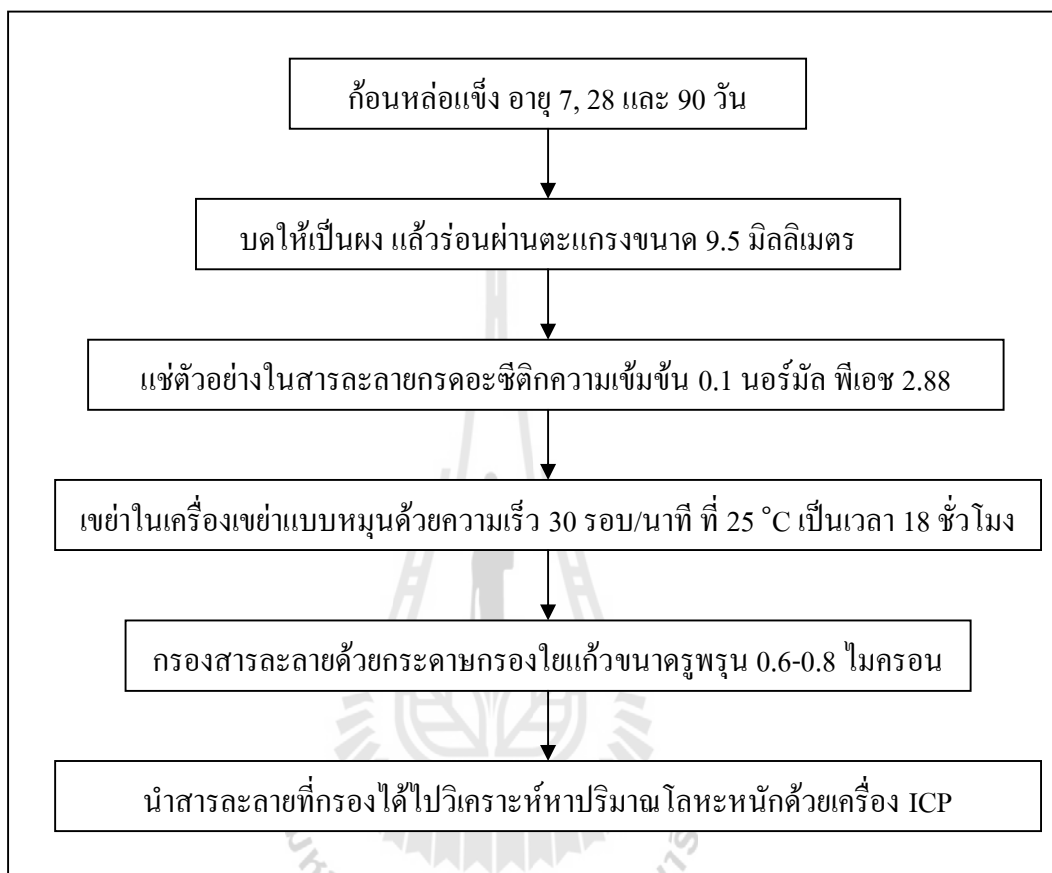 ก้อนหล่อแข็ง อายุ 7, 28 และ 90 วัน
บดให้เป็นผง แล้วร่อนผ่านตะแกรงขนาด 9.5 มิลลิเมตร
แช่ตัวอย่างในสารละลายกรดอะซีติกความเข้มข้น 0.1 นอร์มัล พีเอช 2.88
เขย่าในเครื่องเขย่าแบบหมุนด้วยความเร็ว 30 รอบ/นาที ที่ 25 °C เป็นเวลา 18 ชั่วโมง
กรองสารละลายด้วยกระดาษกรองใยแก้วขนาดรูพรุน 0.6-0.8 ไมครอน
นำสารละลายที่กรองได้ไปวิเคราะห์หาปริมาณโลหะหนักด้วยเครื่อง ICP